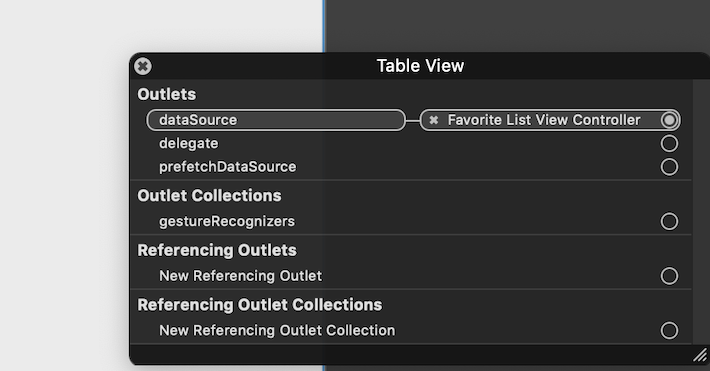 Table View
Outlets
dataSource Favorite List View Controller
delegate
prefetchDataSource
Outlet Collections
gestureRecognizers
Referencing Outlets
New Referencing Outlet
Referencing Outlet Collections
New Referencing Outlet Collection